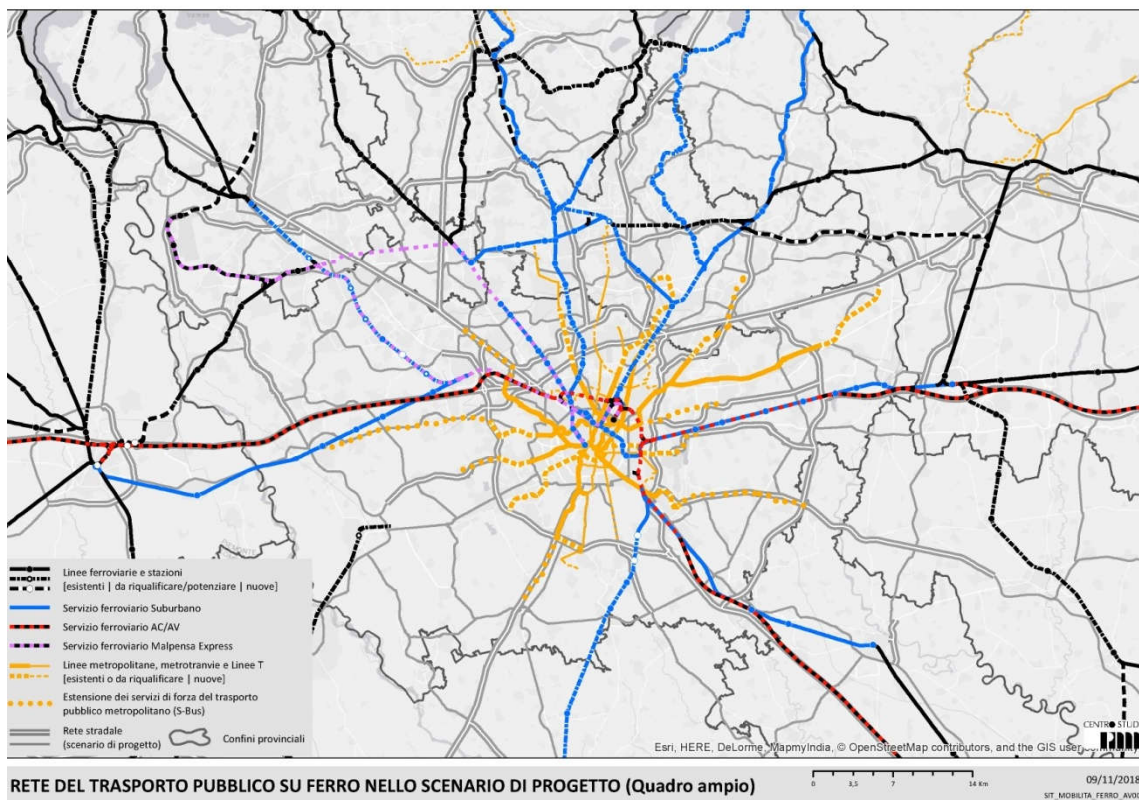 Linee ferroviarie e stazioni
[esistenti | da riqualificare/potenziare | nuove]
Servizio ferroviario Suburbano
Servizio ferroviario AC/AV
Servizio ferroviario Malpensa Express
Linee metropolitane, metrotranvie e Linee T
[esistenti o da riqualificare | nuove]
Estensione dei servizi di forza del trasporto
pubblico metropolitano (S-Bus)
Rete stradale
(scenario di progetto)
Confini provinciali
CENTRO STUDI
Esri, HERE, DeLorme, MapmyIndia, © OpenStreetMap contributors, and the GIS user community
RETE DEL TRASPORTO PUBBLICO SU FERRO NELLO SCENARIO DI PROGETTO (Quadro ampio)
0 3,5 7 14 Km
09/11/2018